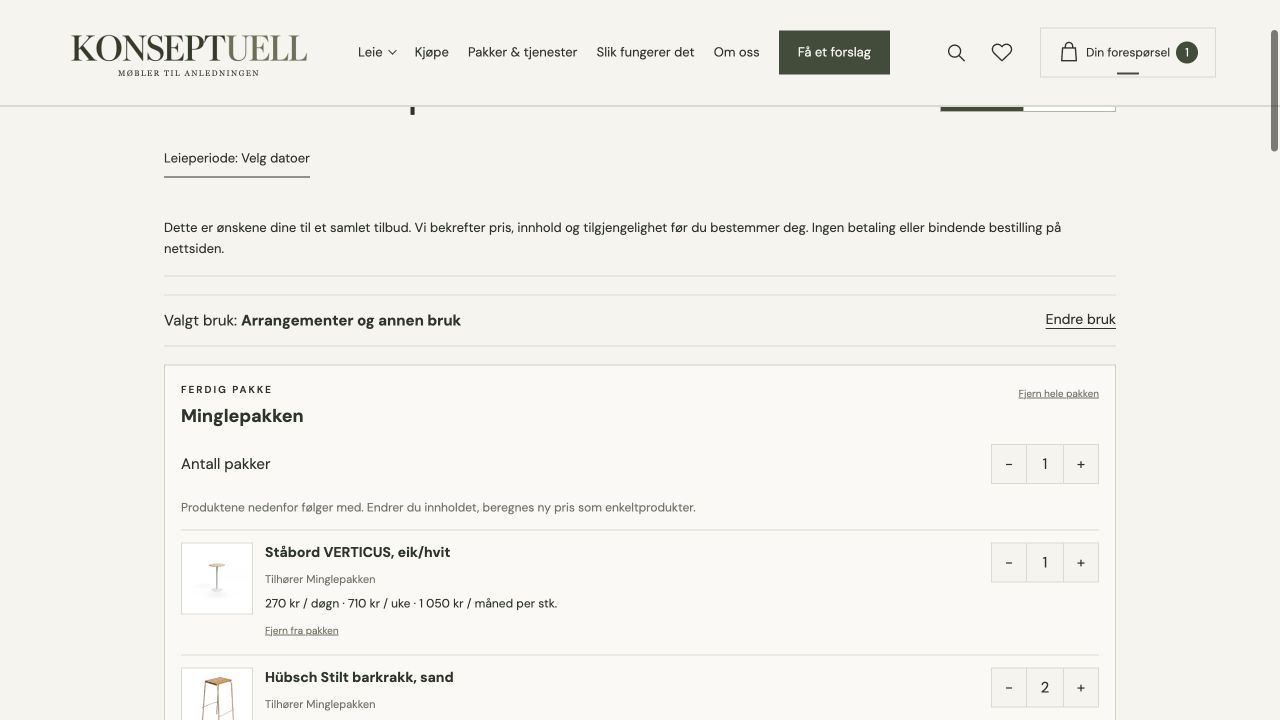 KONSEPTUELL
MØBLER TIL ANLEDNINGEN
Leie
Kjøpe
Pakker & tjenester
Slik fungerer det
Om oss
Få et forslag
Din forespørsel 1
Leieperiode: Velg datoer
Dette er ønskene dine til et samlet tilbud. Vi bekrefter pris, innhold og tilgjengelighet før du bestemmer deg. Ingen betaling eller bindende bestilling på
nettsiden.
Valgt bruk: Arrangementer og annen bruk
Endre bruk
FERDIG PAKKE
Fjern hele pakken
Minglepakken
Antall pakker
- 1 +
Produktene nedenfor følger med. Endrer du innholdet, beregnes ny pris som enkeltprodukter.
Ståbord VERTICUS, eik/hvit
- 1 +
Tilhører Minglepakken
270 kr / døgn · 710 kr / uke · 1 050 kr / måned per stk.
Fjern fra pakken
Hübsch Stilt barkrakk, sand
- 2 +
Tilhører Minglepakken